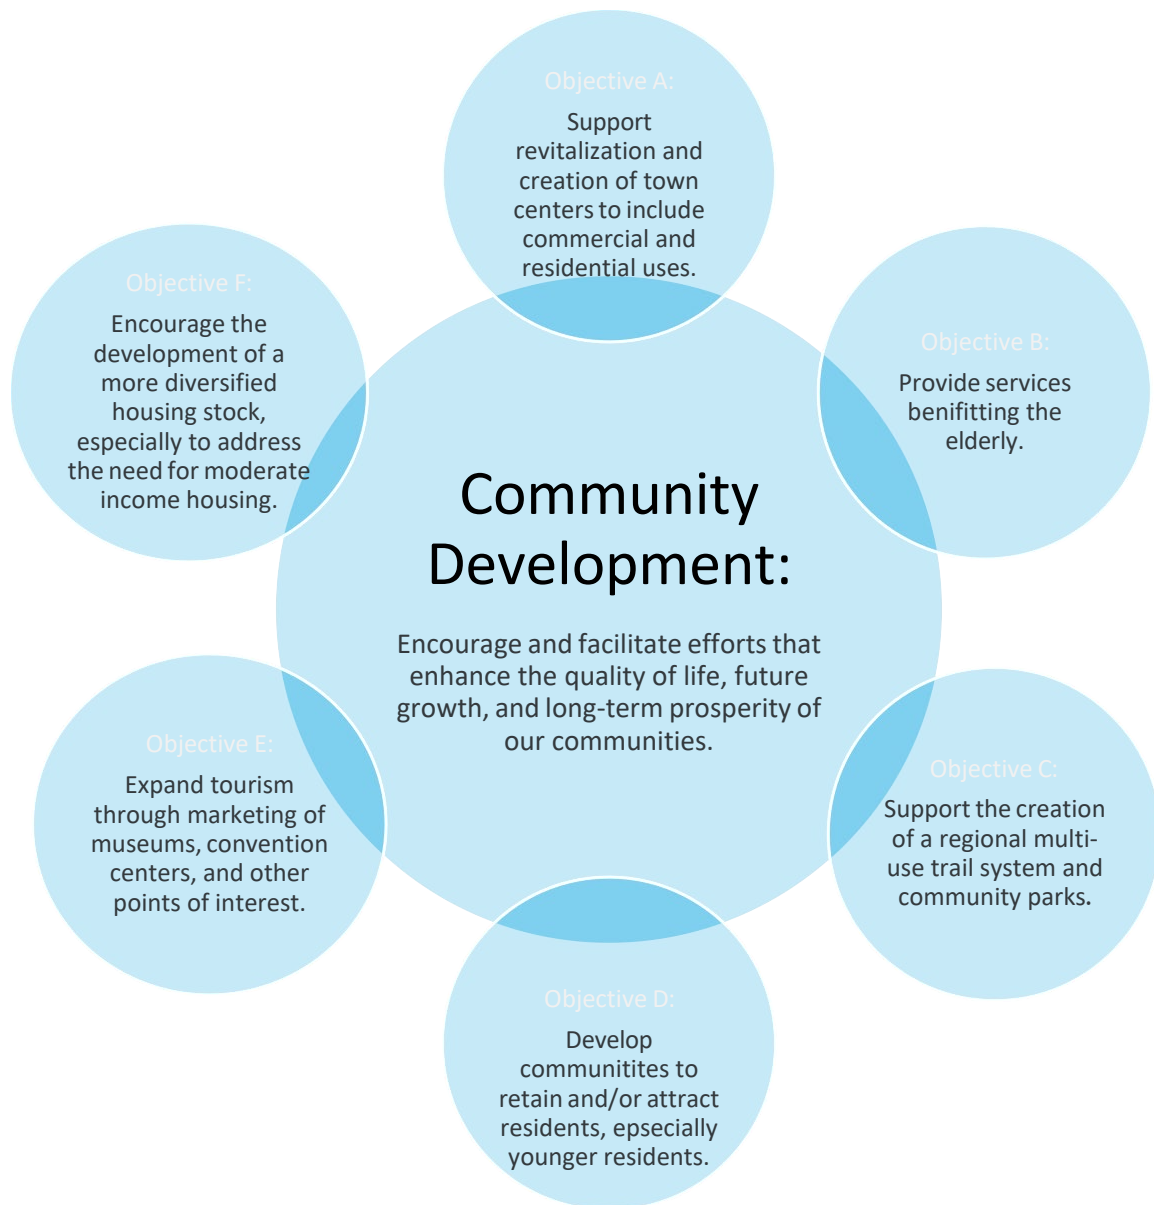 Objective A:
Support
revitalization and
creation of town
centers to include
commercial and
residential uses.
Objective B:
Provide services
benifitting the
elderly.
Objective C:
Support the creation
of a regional multi-
use trail system and
community parks.
Objective D:
Develop
communitites to
retain and/or attract
residents, epsecially
younger residents.
Objective E:
Expand tourism
through marketing of
museums, convention
centers, and other
points of interest.
Objective F:
Encourage the
development of a
more diversified
housing stock,
especially to address
the need for moderate
income housing.
Community
Development:
Encourage and facilitate efforts that
enhance the quality of life, future
growth, and long-term prosperity of
our communities.